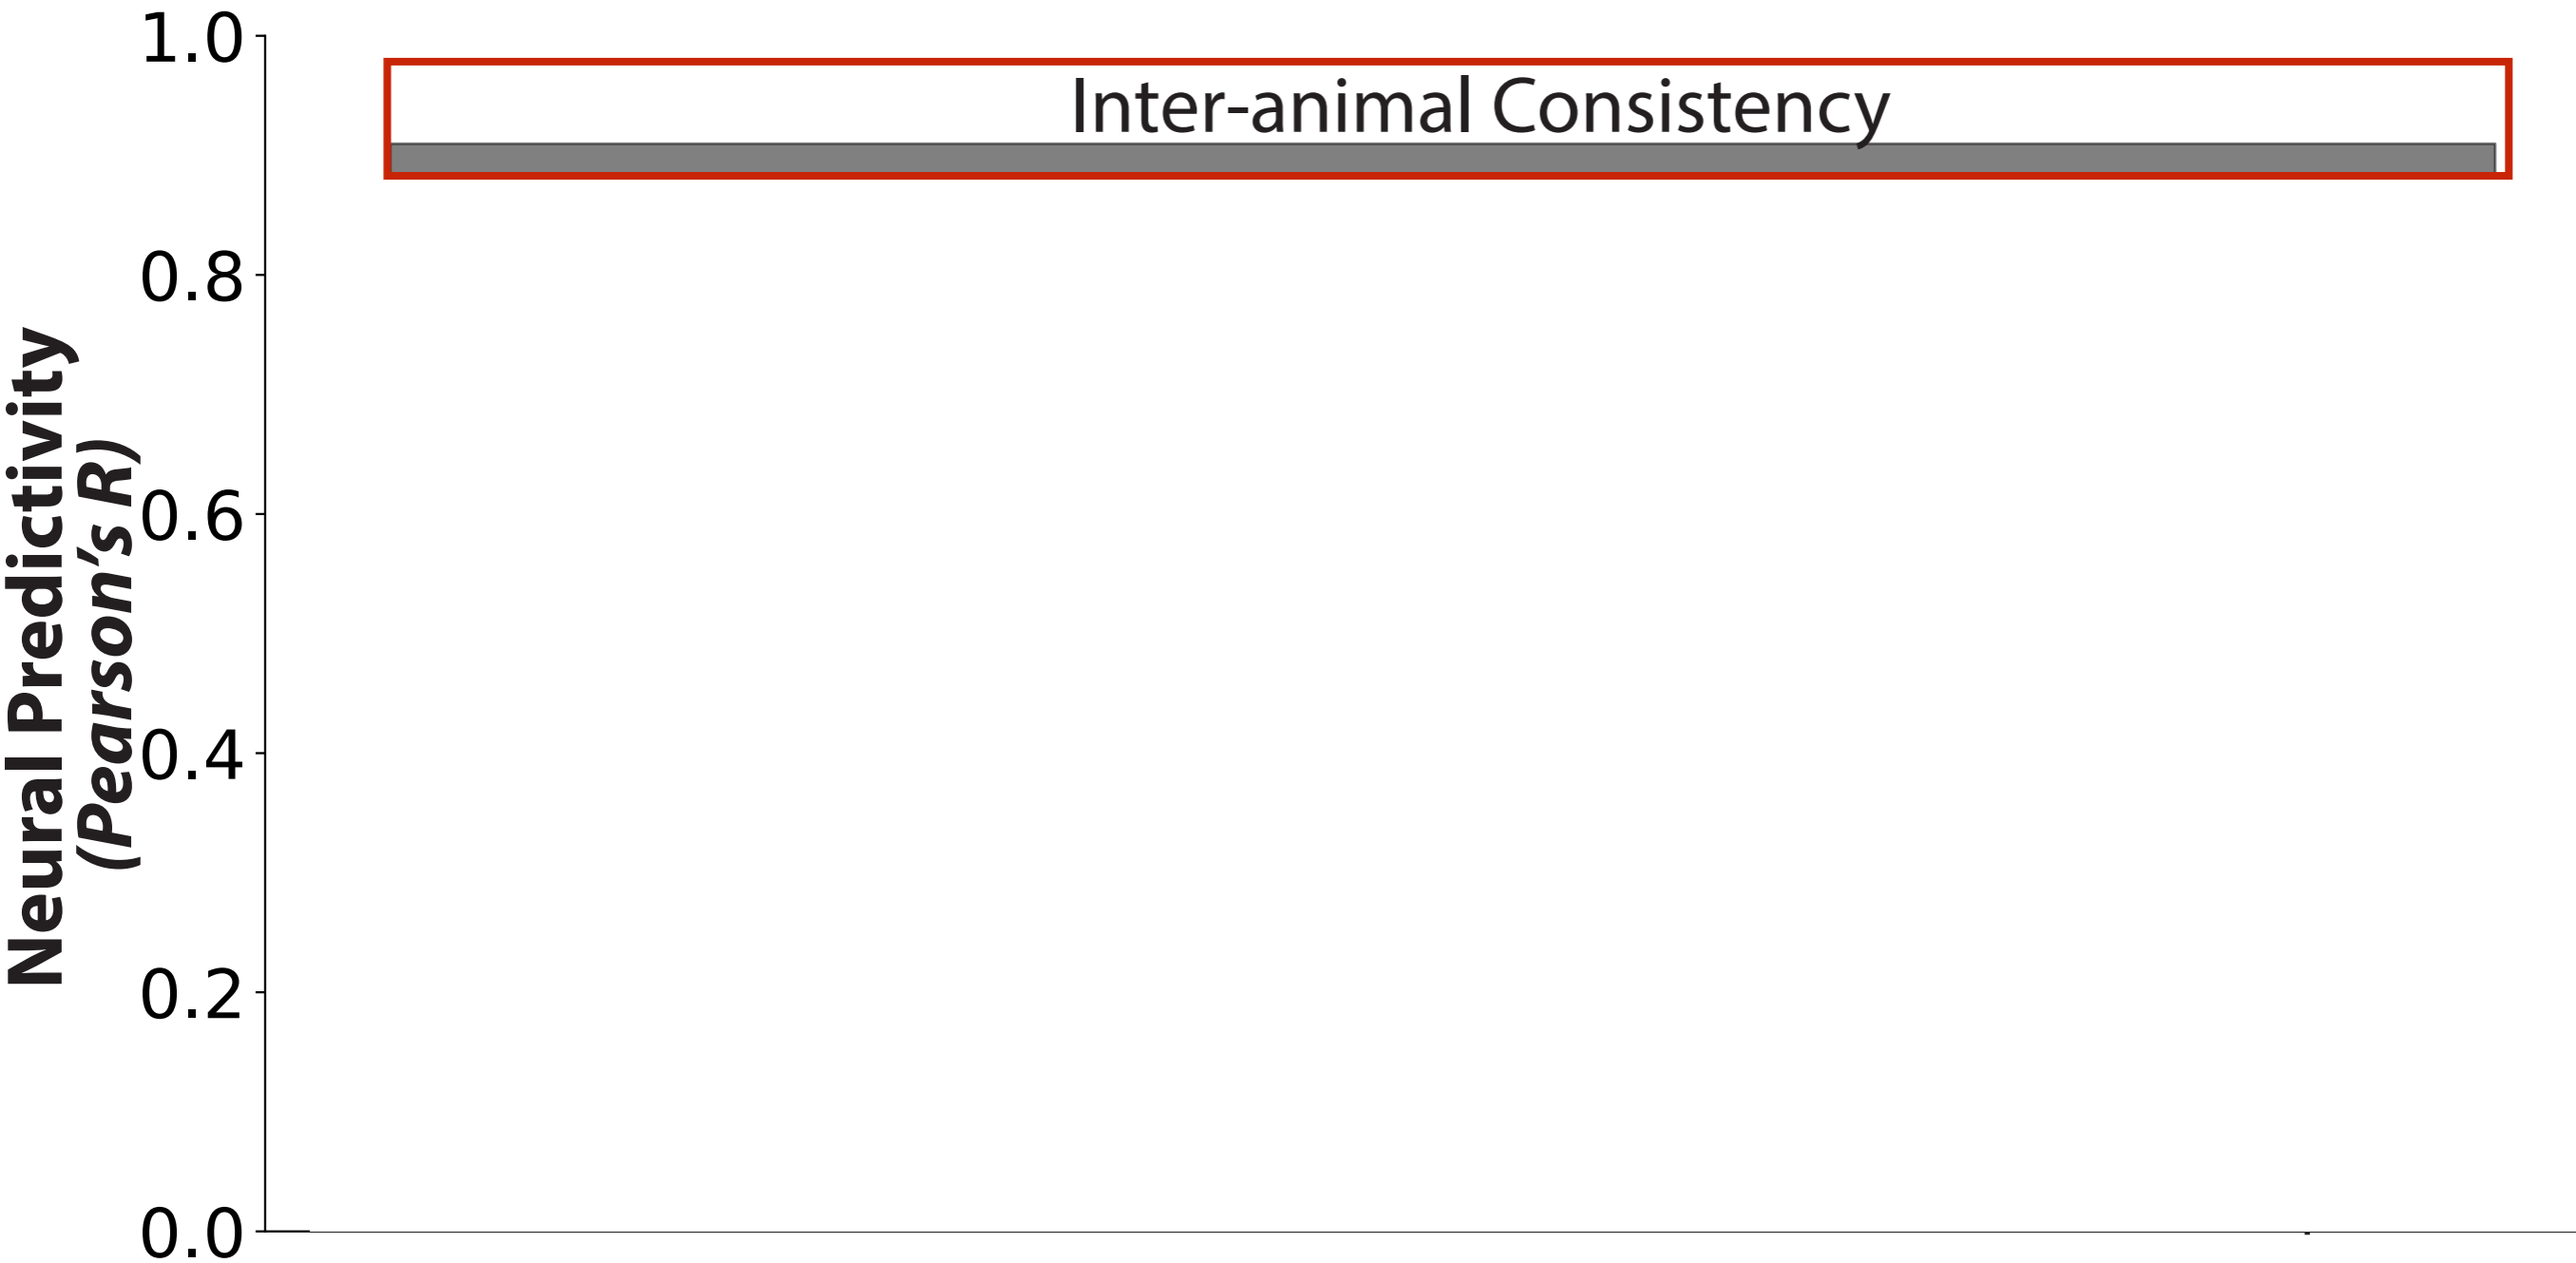 1.0
Inter-animal Consistency
0.8
0.6
0.4
0.2
0.0
Neural Predictivity
(Pearson’s R)